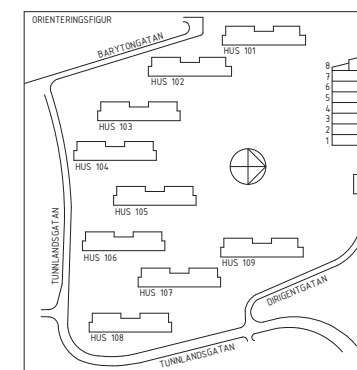 ORIENTERINGSFIGUR
BARYTONGATAN
HUS 101
HUS 102
8
7
6
5
4
3
2
1
HUS 103
HUS 104
HUS 105
TUNNLANDSGATAN
HUS 106
HUS 109
HUS 107
DIRIGENTGATAN
HUS 108
TUNNLANDSGATAN